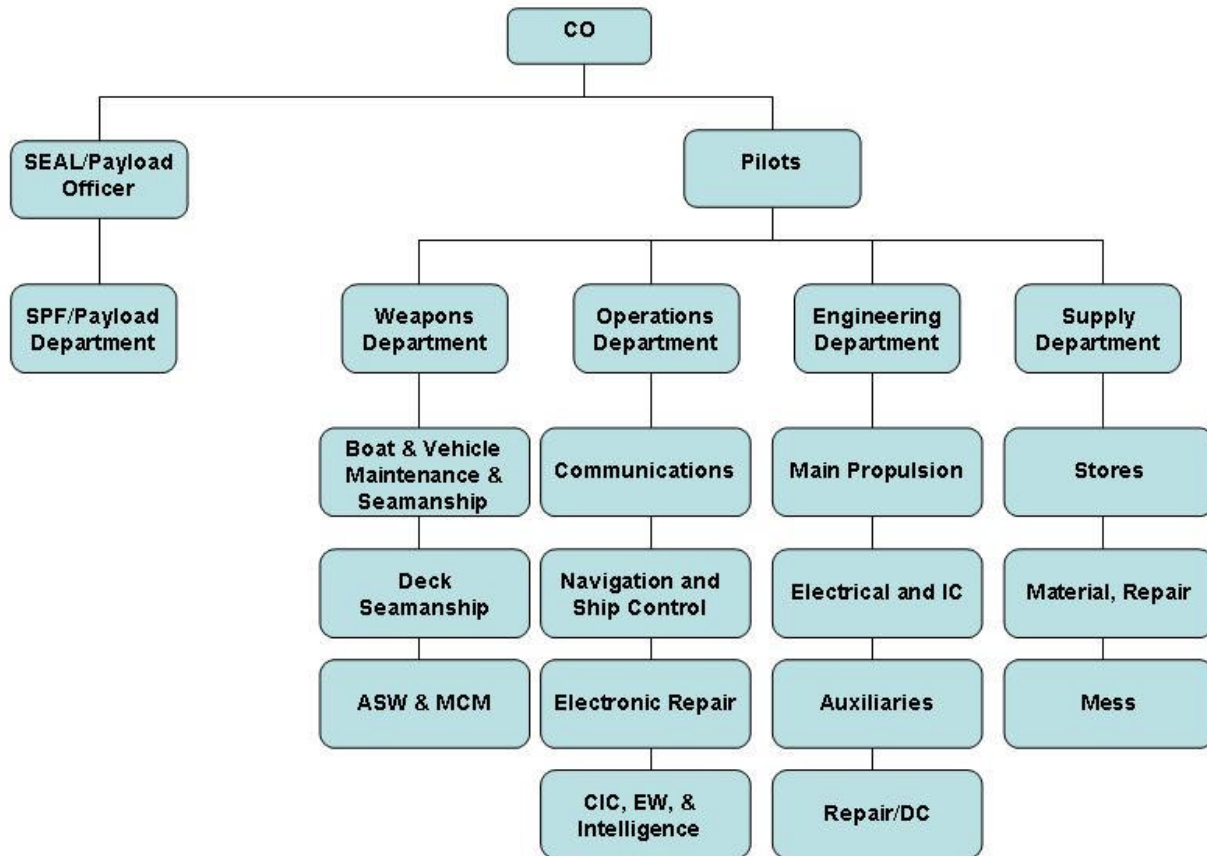 CO
SEAL/Payload
Officer
Pilots
SPF/Payload
Department
Weapons
Department
Operations
Department
Engineering
Department
Supply
Department
Boat & Vehicle
Maintenance &
Seamanship
Communications
Main Propulsion
Stores
Deck
Seamanship
Navigation and
Ship Control
Electrical and IC
Material, Repair
ASW & MCM
Electronic Repair
Auxiliaries
Mess
CIC, EW, &
Intelligence
Repair/DC